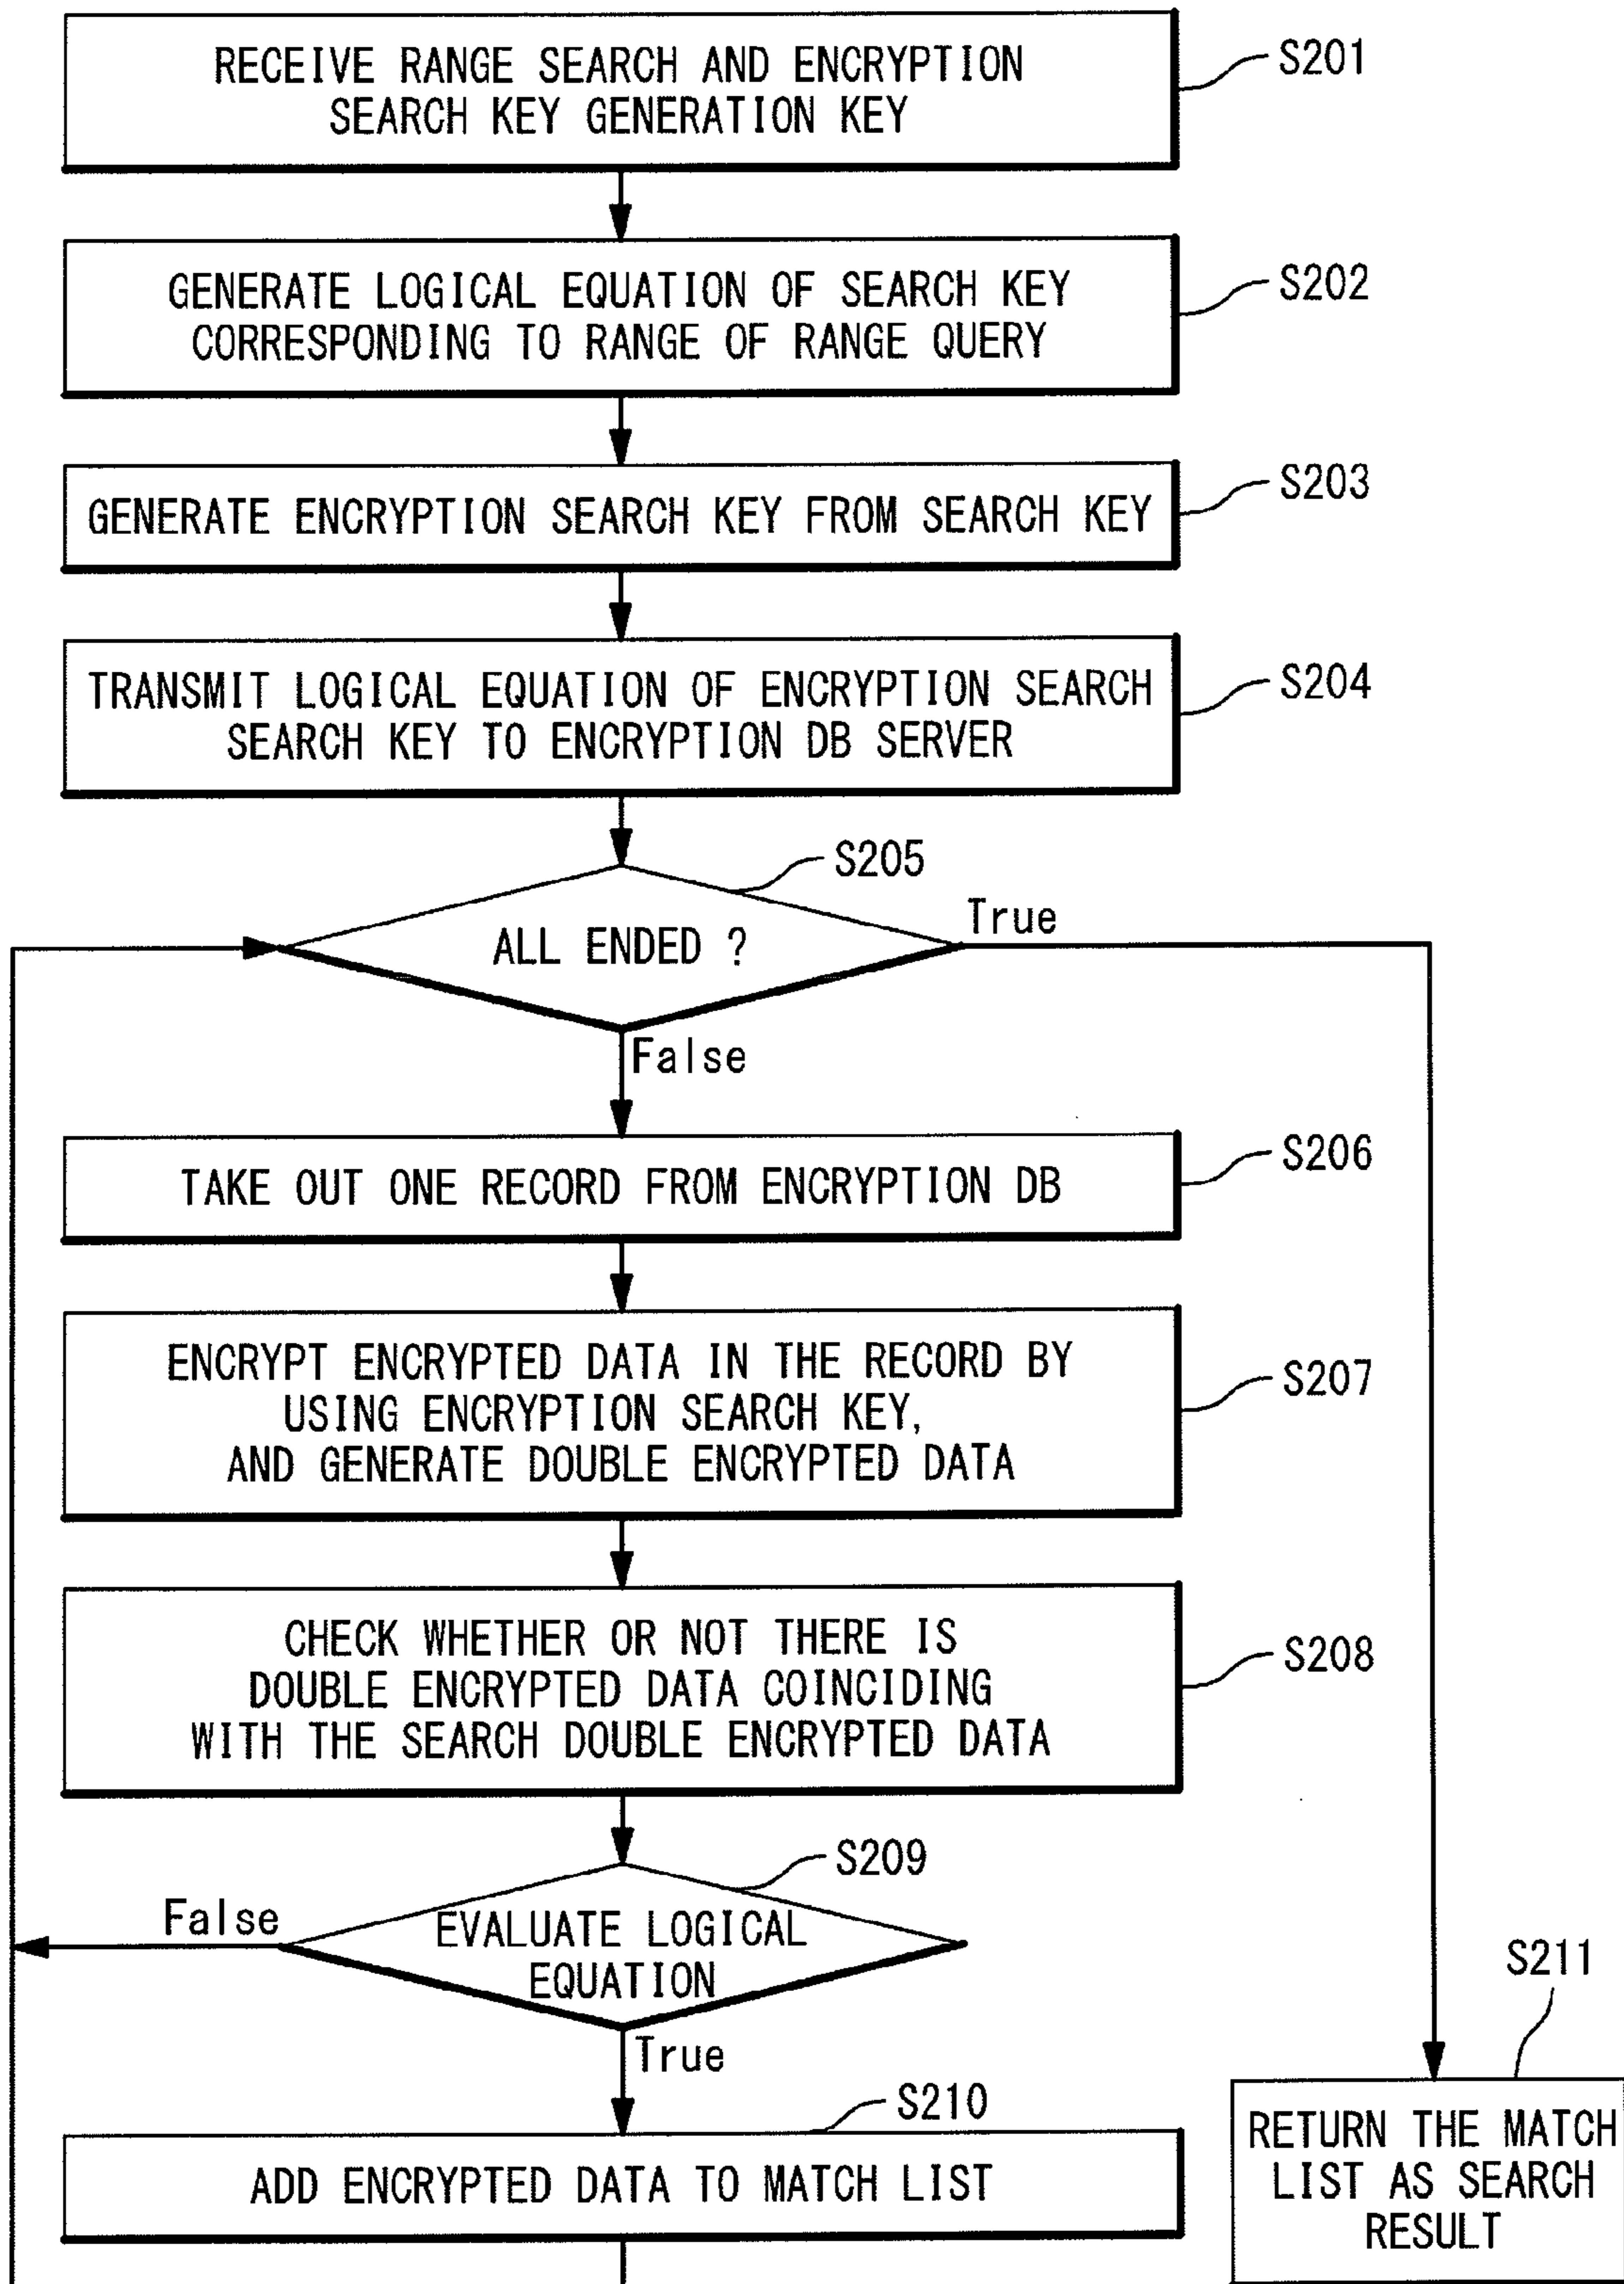 RECEIVE RANGE SEARCH AND ENCRYPTION
SEARCH KEY GENERATION KEY
S201
GENERATE LOGICAL EQUATION OF SEARCH KEY
CORRESPONDING TO RANGE OF RANGE QUERY
S202
GENERATE ENCRYPTION SEARCH KEY FROM SEARCH KEY
S203
TRANSMIT LOGICAL EQUATION OF ENCRYPTION SEARCH
SEARCH KEY TO ENCRYPTION DB SERVER
S204
S205
ALL ENDED ?
True
False
TAKE OUT ONE RECORD FROM ENCRYPTION DB
S206
ENCRYPT ENCRYPTED DATA IN THE RECORD BY
USING ENCRYPTION SEARCH KEY,
AND GENERATE DOUBLE ENCRYPTED DATA
S207
CHECK WHETHER OR NOT THERE IS
DOUBLE ENCRYPTED DATA COINCIDING
WITH THE SEARCH DOUBLE ENCRYPTED DATA
S208
S209
False
EVALUATE LOGICAL
EQUATION
True
S210
ADD ENCRYPTED DATA TO MATCH LIST
S211
RETURN THE MATCH
LIST AS SEARCH
RESULT